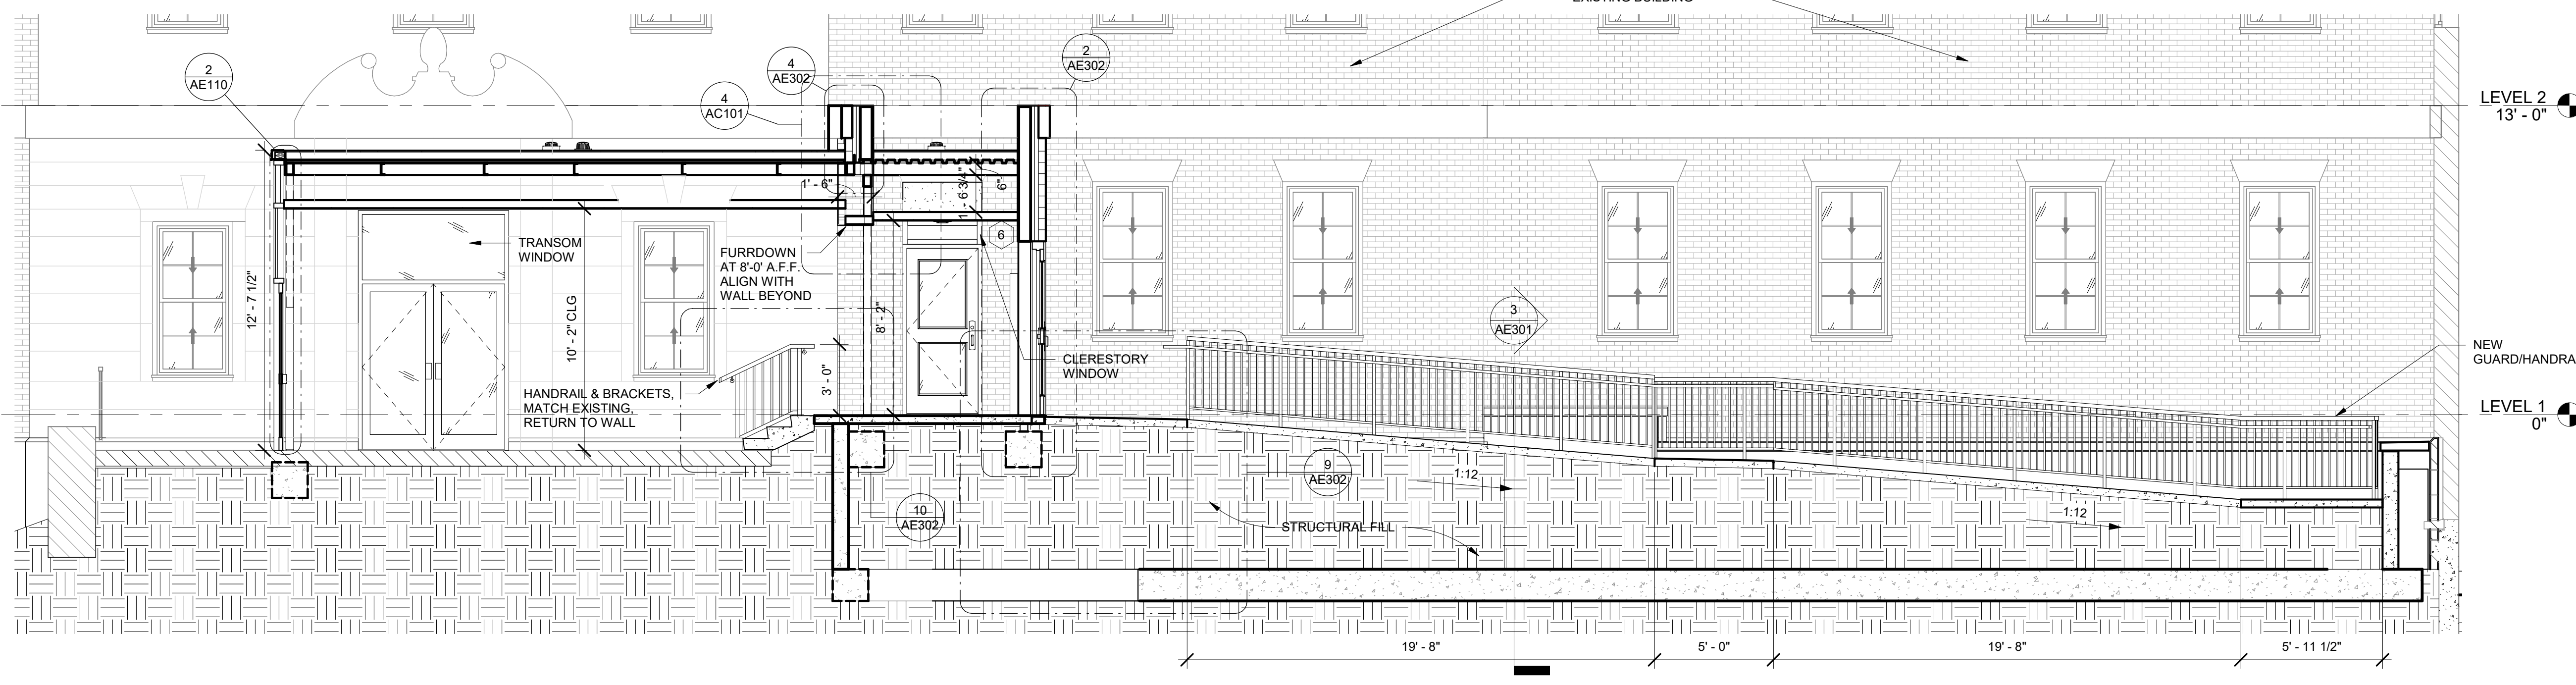 EXISTING BUILDING
2
AE110
4
AE302
4
AC101
2
AE302
LEVEL 2
13' - 0"
1' - 6"
1' - 6 3/4"
6"
6
TRANSOM
WINDOW
FURRDOWN
AT 8'-0' A.F.F.
ALIGN WITH
WALL BEYOND
12' - 7 1/2"
10' - 2" CLG
8' - 2"
3' - 0"
CLERESTORY
WINDOW
3
AE301
HANDRAIL & BRACKETS,
MATCH EXISTING,
RETURN TO WALL
NEW
GUARD/HANDRA
LEVEL 1
0"
9
AE302
1:12
10
AE302
STRUCTURAL FILL
1:12
19' - 8"
5' - 0"
19' - 8"
5' - 11 1/2"